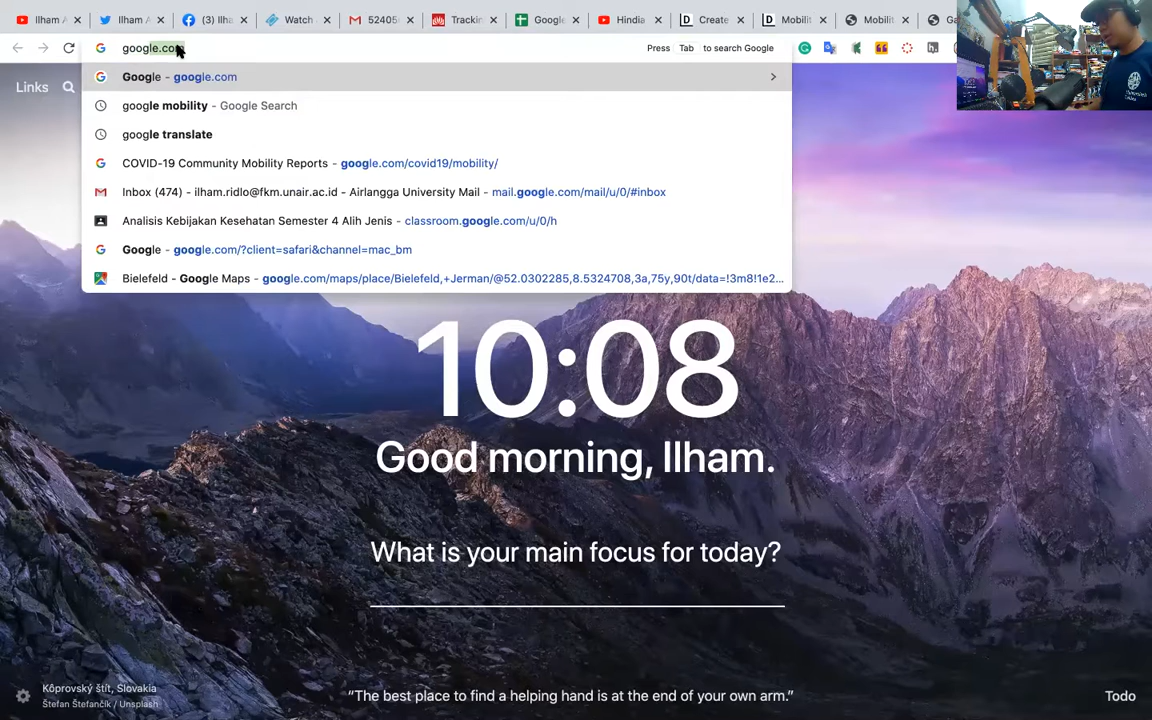 Ilham A
Ilham A
(3) Ilha
Watch
52405
Trackin
Google
Hindia
Create
Mobilit
Mobilit
google.com
Press Tab to search Google
Links
Google - google.com
google mobility - Google Search
google translate
COVID-19 Community Mobility Reports - google.com/covid19/mobility/
Inbox (474) - ilham.ridlo@fkm.unair.ac.id - Airlangga University Mail - mail.google.com/mail/u/0/#inbox
Analisis Kebijakan Kesehatan Semester 4 Alih Jenis - classroom.google.com/u/0/h
Google - google.com/?client=safari&channel=mac_bm
Bielefeld - Google Maps - google.com/maps/place/Bielefeld,+Jerman/@52.0302285,8.5324708,3a,75y,90t/data=!3m8!1e2...
10:08
Good morning, Ilham.
What is your main focus for today?
Kôprovský štít, Slovakia
Štefan Štefančík / Unsplash
“The best place to find a helping hand is at the end of your own arm.”
Todo